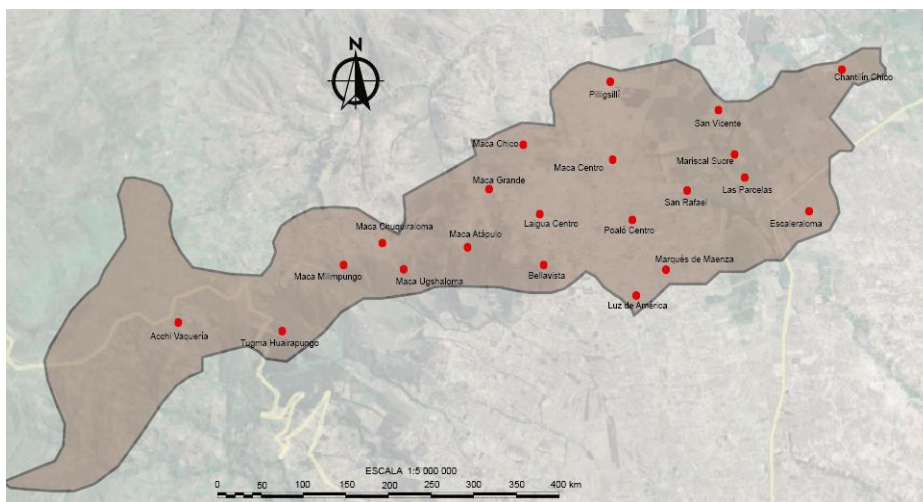 N
Chantilín Chico
Pilligsillí
San Vicente
Maca Chico
Maca Centro
Mariscal Sucre
Maca Grande
Las Parcelas
San Rafael
Laigua Centro
Poaló Centro
Escaleraloma
Maca Chuquiraloma
Maca Atápulo
Maca Milimpungo
Maca Ugshaloma
Bellavista
Marqués de Maenza
Luz de América
Acchi Vaquería
Tugma Huairapungo
ESCALA 1:5 000 000
0 50 100 150 200 250 300 350 400 km